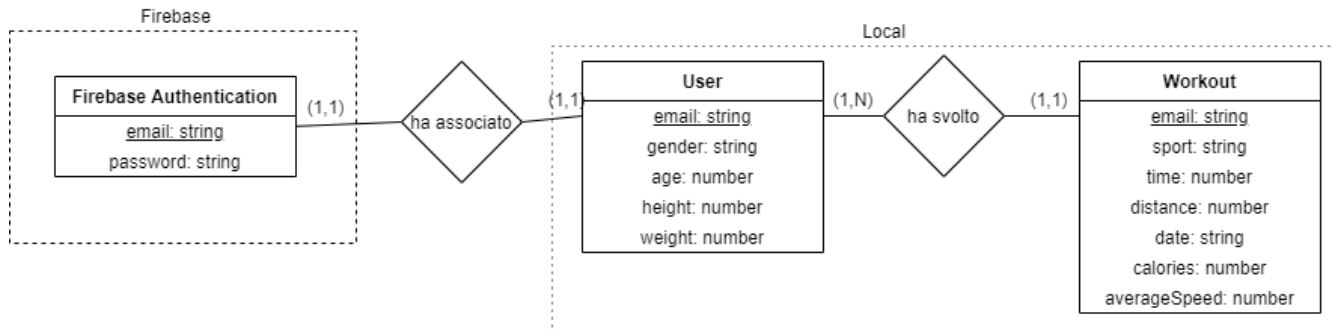 Firebase
Local
Firebase Authentication
email: string
password: string
(1,1)
ha associato
(1,1)
User
email: string
gender: string
age: number
height: number
weight: number
(1,N)
ha svolto
(1,1)
Workout
email: string
sport: string
time: number
distance: number
date: string
calories: number
averageSpeed: number